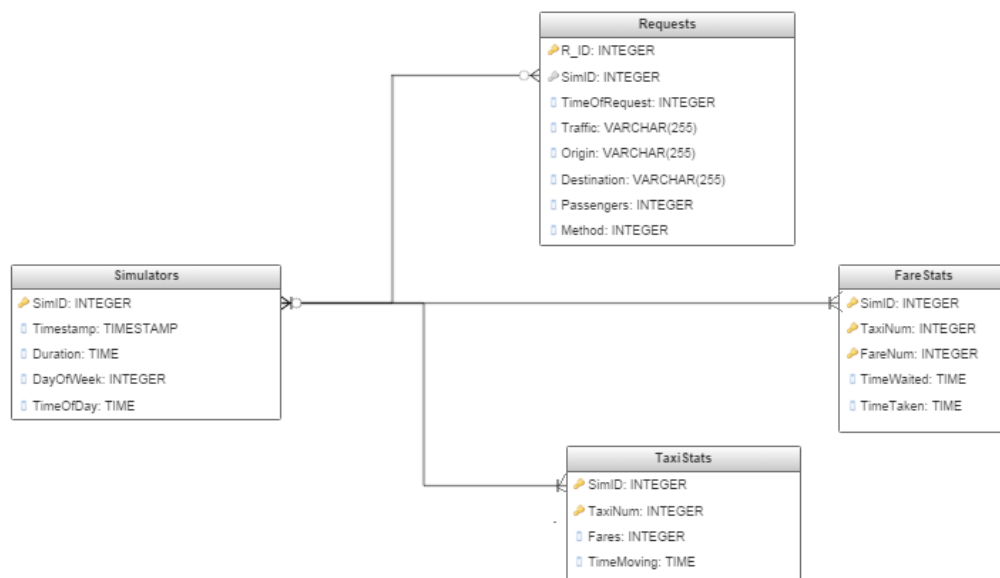 Requests
R_ID: INTEGER
SimID: INTEGER
TimeOfRequest: INTEGER
Traffic: VARCHAR(255)
Origin: VARCHAR(255)
Destination: VARCHAR(255)
Passengers: INTEGER
Method: INTEGER
Simulators
SimID: INTEGER
Timestamp: TIMESTAMP
Duration: TIME
DayOfWeek: INTEGER
TimeOfDay: TIME
FareStats
SimID: INTEGER
TaxiNum: INTEGER
FareNum: INTEGER
TimeWaited: TIME
TimeTaken: TIME
TaxiStats
SimID: INTEGER
TaxiNum: INTEGER
Fares: INTEGER
TimeMoving: TIME